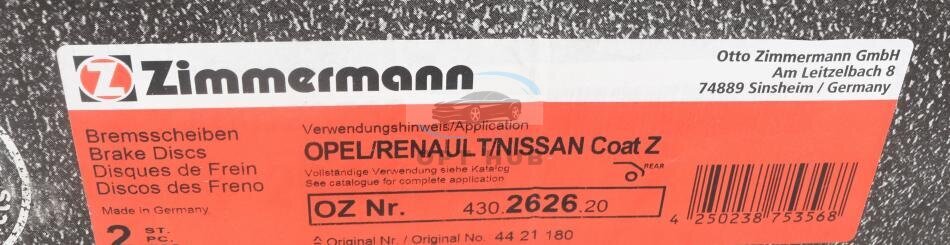 Z Zimmermann
Otto Zimmermann GmbH
Am Leitzelbach 8
74889 Sinsheim / Germany
Bremsscheiben
Brake Discs
Disques de Frein
Discos des Freno
Made in Germany
2 ST.
PC.
Verwendungshinweis/Application
OPEL/RENAULT/NISSAN Coat Z
Vollständige Verwendung siehe Katalog
See catalogue for complete application
REAR
OZ Nr. 430.2626.20
^ Original Nr. / Original No. 44 21 180
4 250238 753568
HUB